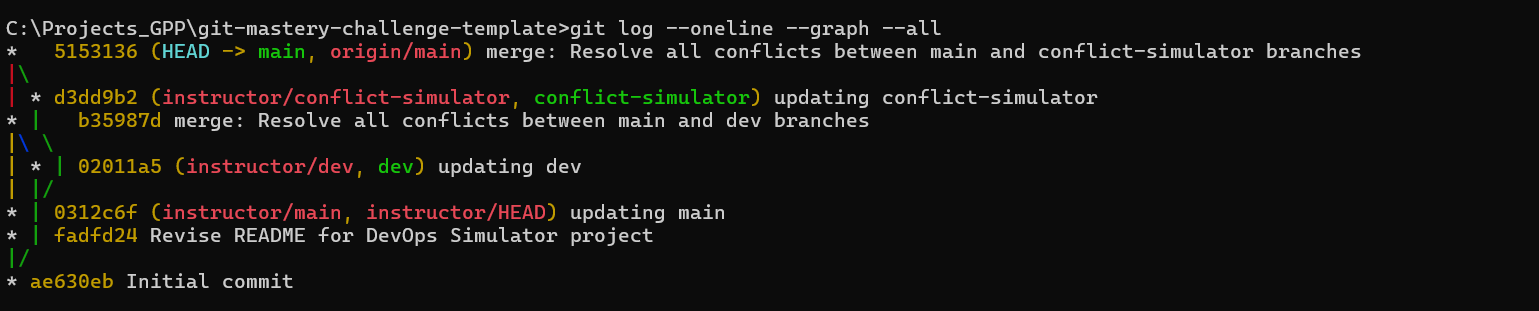 C:\Projects_GPP\git-mastery-challenge-template>git log --oneline --graph --all
*   5153136 (HEAD -> main, origin/main) merge: Resolve all conflicts between main and conflict-simulator branches
|\
| * d3dd9b2 (instructor/conflict-simulator, conflict-simulator) updating conflict-simulator
* |   b35987d merge: Resolve all conflicts between main and dev branches
|\ \
| * | 02011a5 (instructor/dev, dev) updating dev
| |/
* | 0312c6f (instructor/main, instructor/HEAD) updating main
* | fadfd24 Revise README for DevOps Simulator project
|/
* ae630eb Initial commit